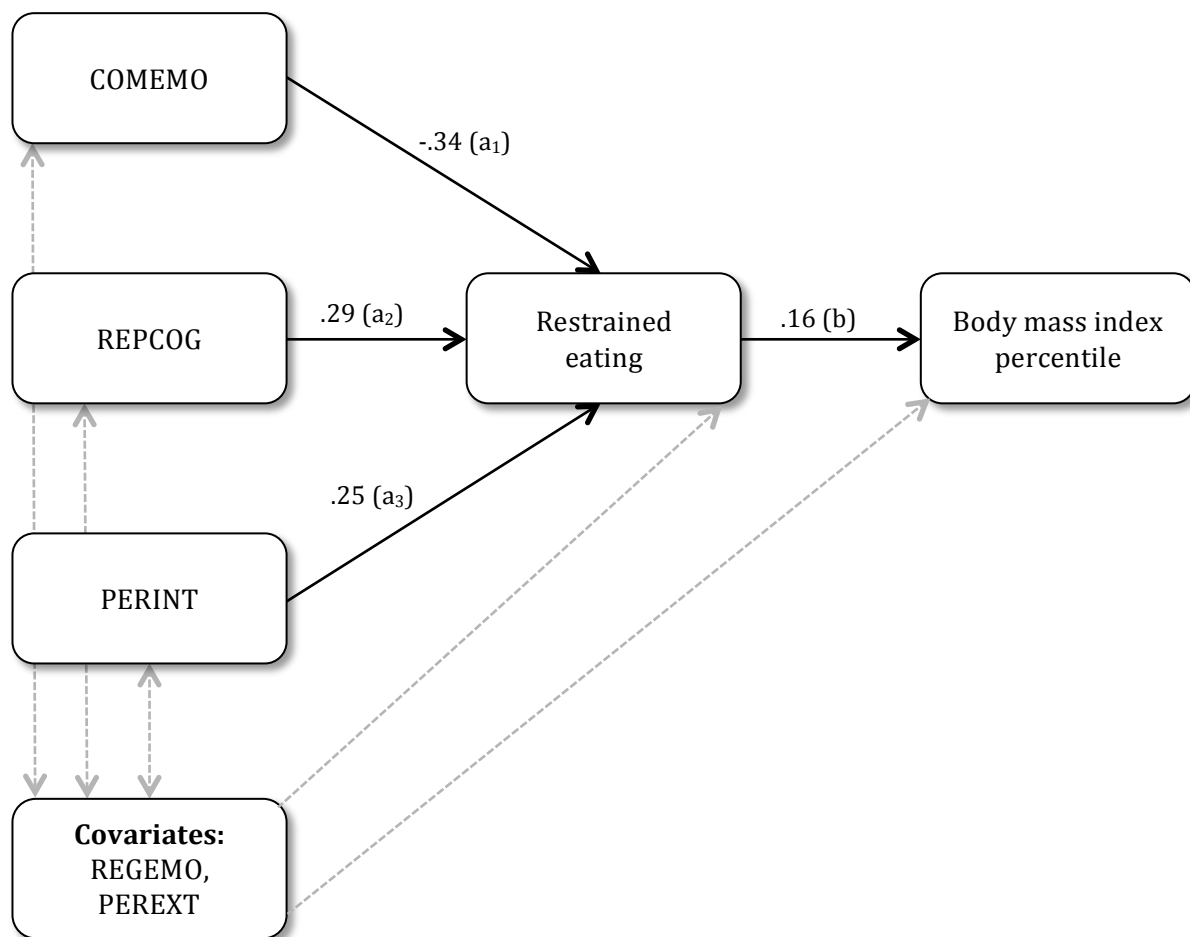 COMEMO
-.34 (a₁)
REPCOG
.29 (a₂)
Restrained
eating
.16 (b)
Body mass index
percentile
.25 (a₃)
PERINT
Covariates:
REGEMO,
PEREXT